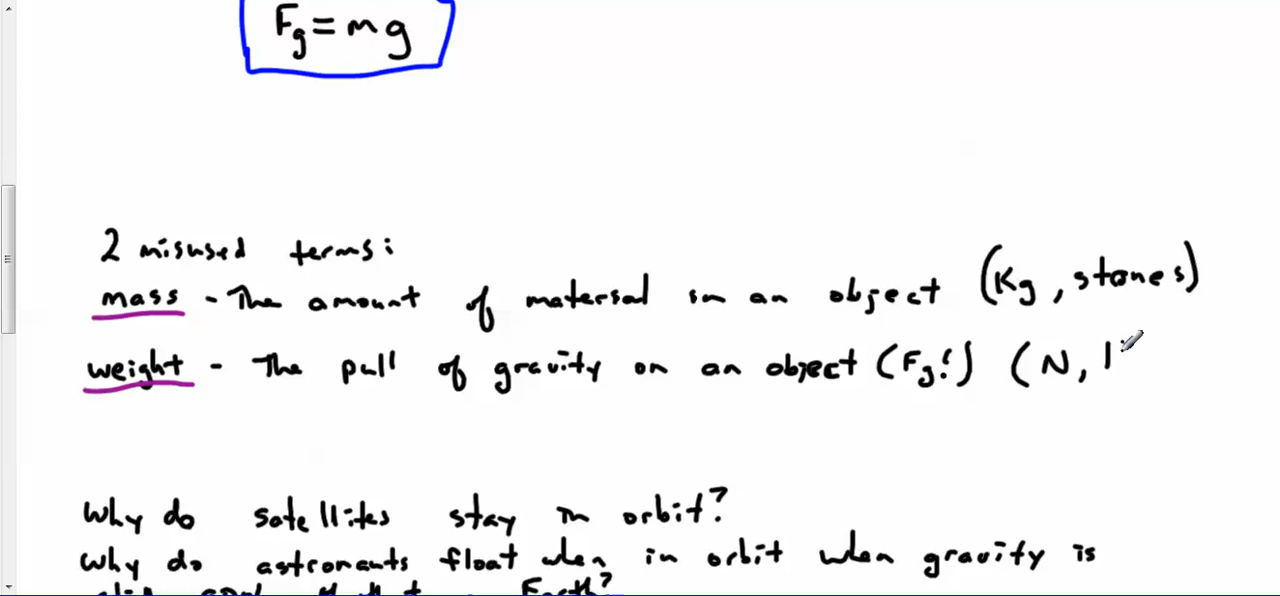 Fg = mg
2 misused terms:
mass - The amount of material in an object (Kg, stones)
weight - The pull of gravity on an object (Fg!) (N, l
Why do satellites stay in orbit?
Why do astronants float when in orbit when gravity is
Earth?